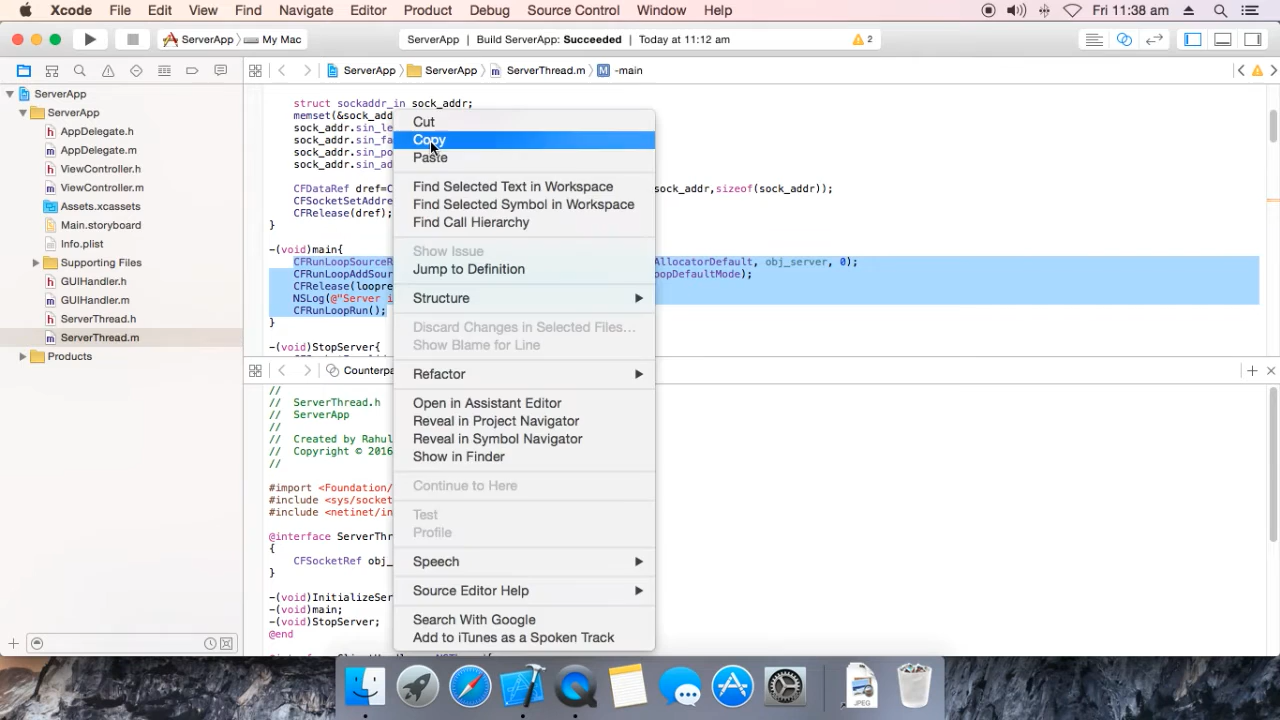 Xcode File Edit View Find Navigate Editor Product Debug Source Control Window Help Fri 11:38 am
ServerApp My Mac ServerApp | Build ServerApp: Succeeded | Today at 11:12 am 2
ServerApp ServerApp ServerThread.m M -main
ServerApp
ServerApp
h AppDelegate.h
m AppDelegate.m
h ViewController.h
m ViewController.m
Assets.xcassets
Main.storyboard
Info.plist
Supporting Files
h GUIHandler.h
m GUIHandler.m
h ServerThread.h
m ServerThread.m
Products
struct sockaddr_in sock_addr;
memset(&sock_add
sock_addr.sin_le
sock_addr.sin_fa
sock_addr.sin_po
sock_addr.sin_ad
CFDataRef dref=C sock_addr,sizeof(sock_addr));
CFSocketSetAddre
CFRelease(dref);
}
-(void)main{
CFRunLoopSourceR AllocatorDefault, obj_server, 0);
CFRunLoopAddSour oopDefaultMode);
CFRelease(loopre
NSLog(@"Server i
CFRunLoopRun();
}
-(void)StopServer{
Cut
Copy
Paste
Find Selected Text in Workspace
Find Selected Symbol in Workspace
Find Call Hierarchy
Show Issue
Jump to Definition
Structure
Discard Changes in Selected Files...
Show Blame for Line
Refactor
Open in Assistant Editor
Reveal in Project Navigator
Reveal in Symbol Navigator
Show in Finder
Continue to Here
Test
Profile
Speech
Source Editor Help
Search With Google
Add to iTunes as a Spoken Track
Counterpa
//
// ServerThread.h
// ServerApp
//
// Created by Rahul
// Copyright © 2016
//
#import <Foundation/
#include <sys/socket
#include <netinet/in
@interface ServerThr
{
CFSocketRef obj_
}
-(void)InitializeSer
-(void)main;
-(void)StopServer;
@end
JPEG